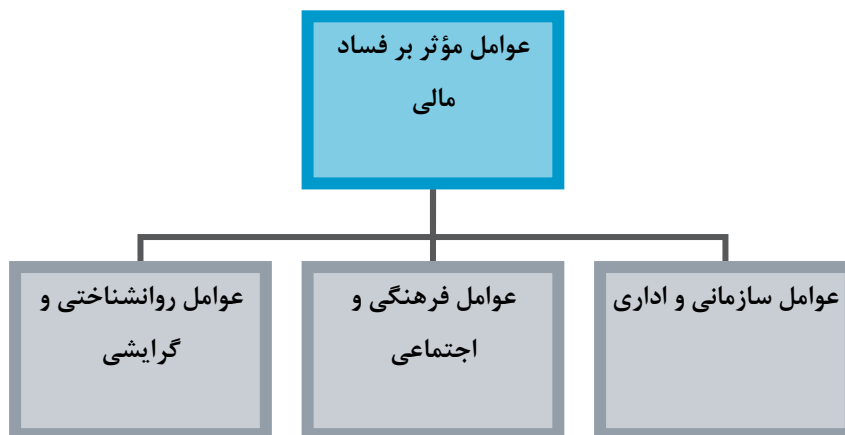 عوامل مؤثر بر فساد
مالی
عوامل سازمانی و اداری
عوامل فرهنگی و
اجتماعی
عوامل روانشناختی و
گرایشی